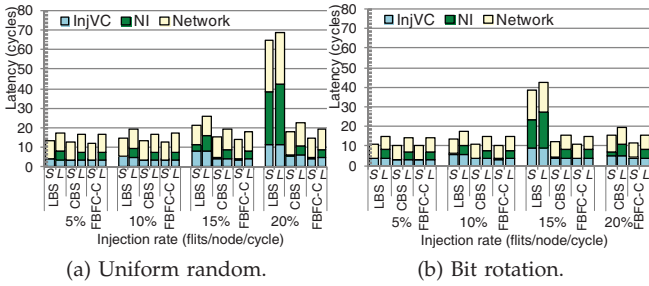 InjVC NI Network
80
70
60
50
40
30
20
10
0
Latency (cycles)
S L S L S L S L S L S L S L S L S L S L S L S L
LBS CBS FBFC-C LBS CBS FBFC-C LBS CBS FBFC-C LBS CBS FBFC-C
5% 10% 15% 20%
Injection rate (flits/node/cycle)
(a) Uniform random.
InjVC NI Network
80
70
60
50
40
30
20
10
0
Latency (cycles)
S L S L S L S L S L S L S L S L S L S L S L
LBS CBS FBFC-C LBS CBS FBFC-C LBS CBS FBFC-C CBS FBFC-C
5% 10% 15% 20%
Injection rate (flits/node/cycle)
(b) Bit rotation.